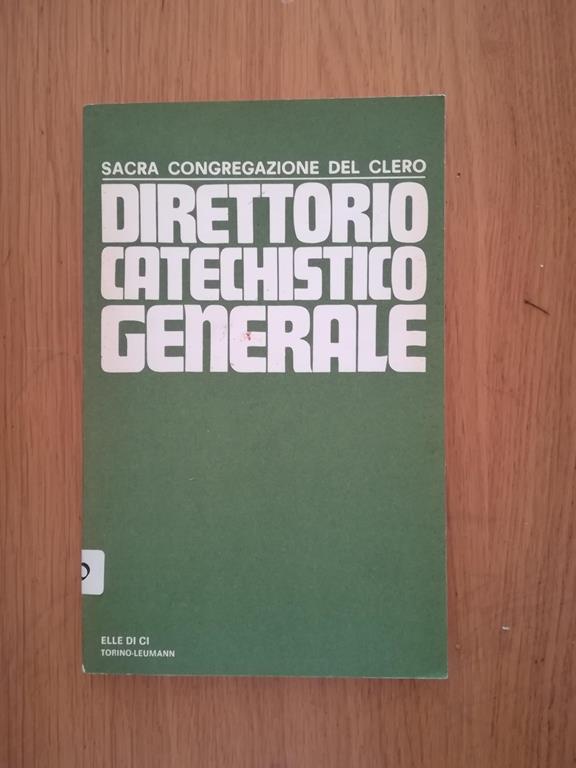 SACRA CONGREGAZIONE DEL CLERO
DIRETTORIO
CATECHISTICO
GENERALE
ELLE DI CI
TORINO-LEUMANN